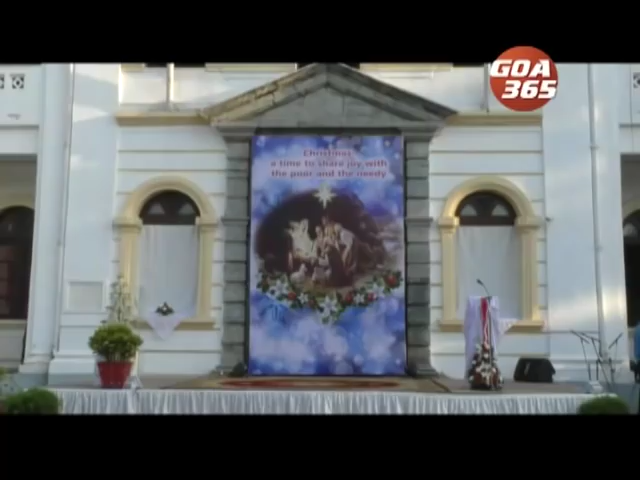 GOA
365
Christmas
a time to share joy with
the poor and the needy